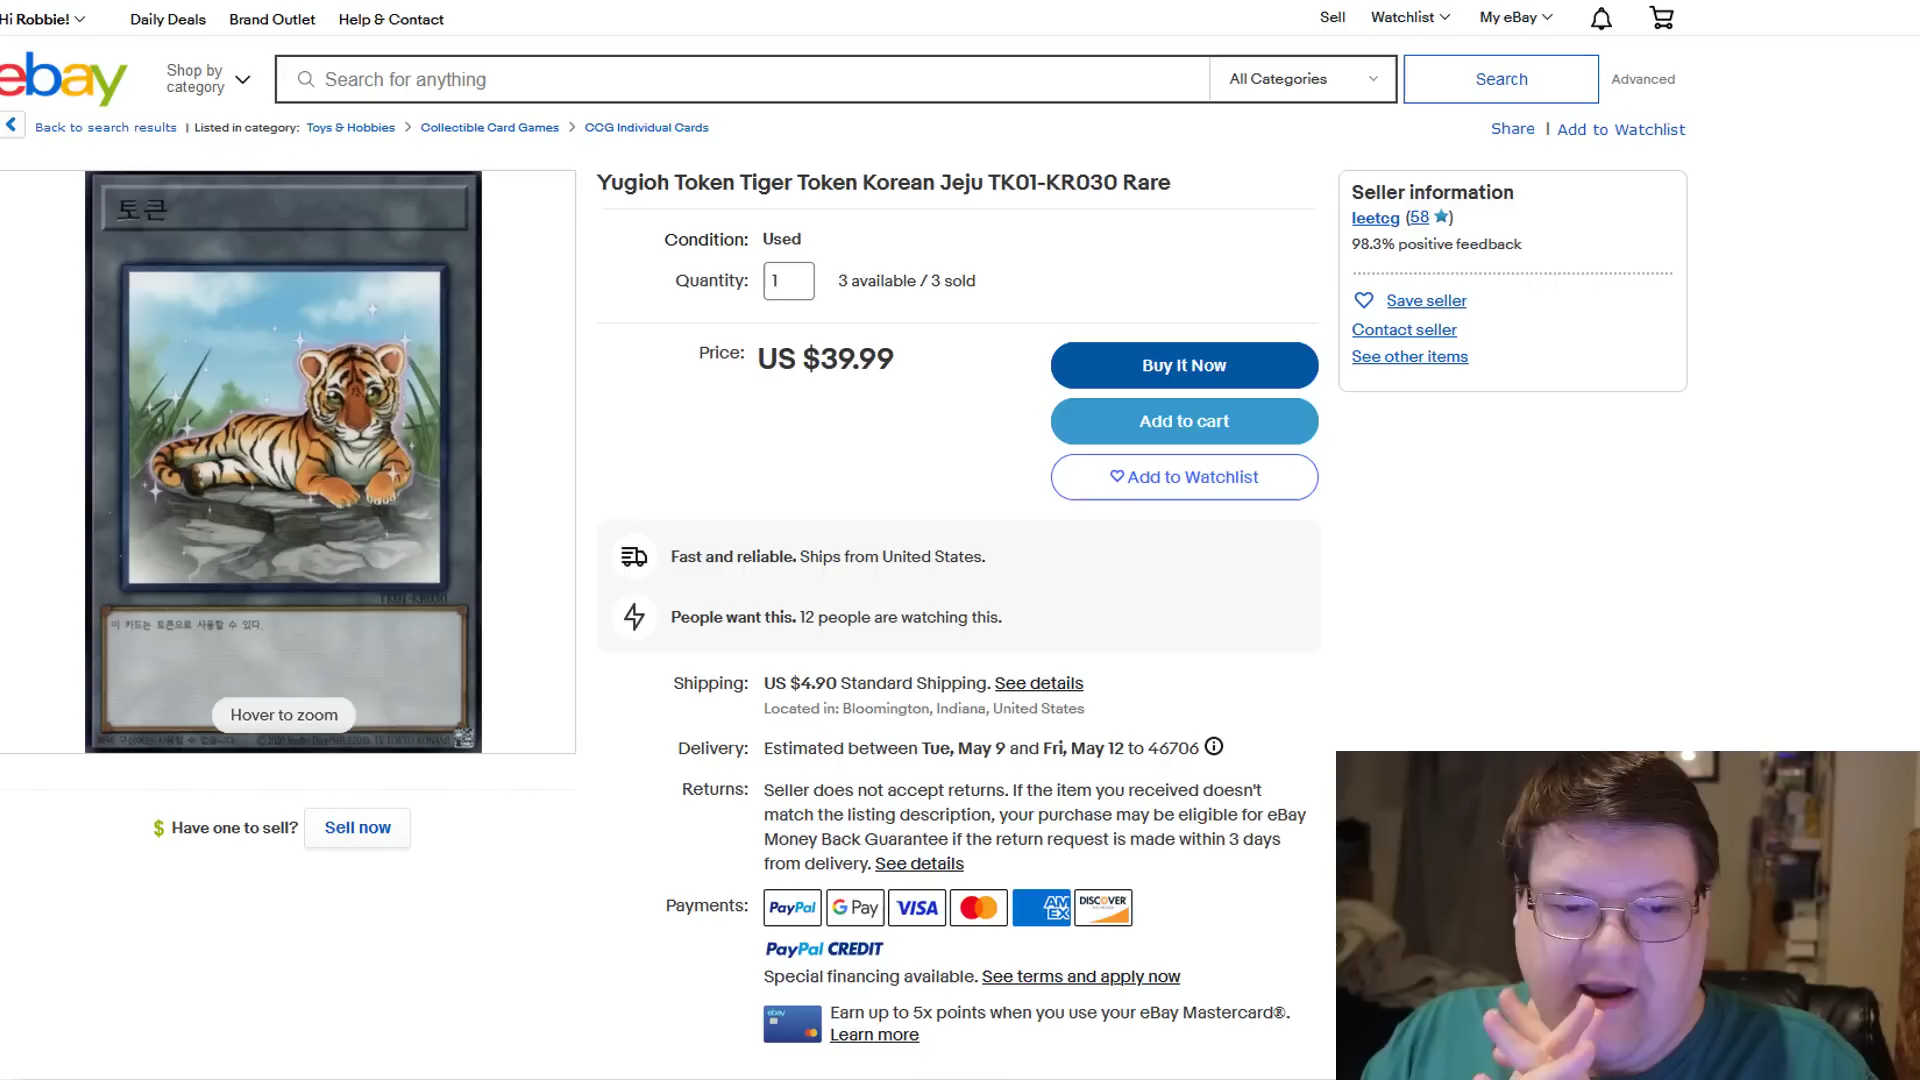 Hi Robbie!
Daily Deals
Brand Outlet
Help & Contact
Sell
Watchlist
My eBay
ebay
Shop by
category
Search for anything
All Categories
Search
Advanced
Back to search results
| Listed in category:
Toys & Hobbies
Collectible Card Games
CCG Individual Cards
Share | Add to Watchlist
토큰
이 카드는 토큰으로 사용할 수 있다.
Hover to zoom
Have one to sell?
Sell now
Yugioh Token Tiger Token Korean Jeju TK01-KR030 Rare
Condition: Used
Quantity: 1 3 available / 3 sold
Price: US $39.99
Buy It Now
Add to cart
Add to Watchlist
Fast and reliable. Ships from United States.
People want this. 12 people are watching this.
Shipping: US $4.90 Standard Shipping. See details
Located in: Bloomington, Indiana, United States
Delivery: Estimated between Tue, May 9 and Fri, May 12 to 46706
Returns: Seller does not accept returns. If the item you received doesn't
match the listing description, your purchase may be eligible for eBay
Money Back Guarantee if the return request is made within 3 days
from delivery. See details
Payments: PayPal G Pay VISA AMEX DISCOVER
PayPal CREDIT
Special financing available. See terms and apply now
ebay
Earn up to 5x points when you use your eBay Mastercard®.
Learn more
Seller information
leetcg (58 )
98.3% positive feedback
Save seller
Contact seller
See other items